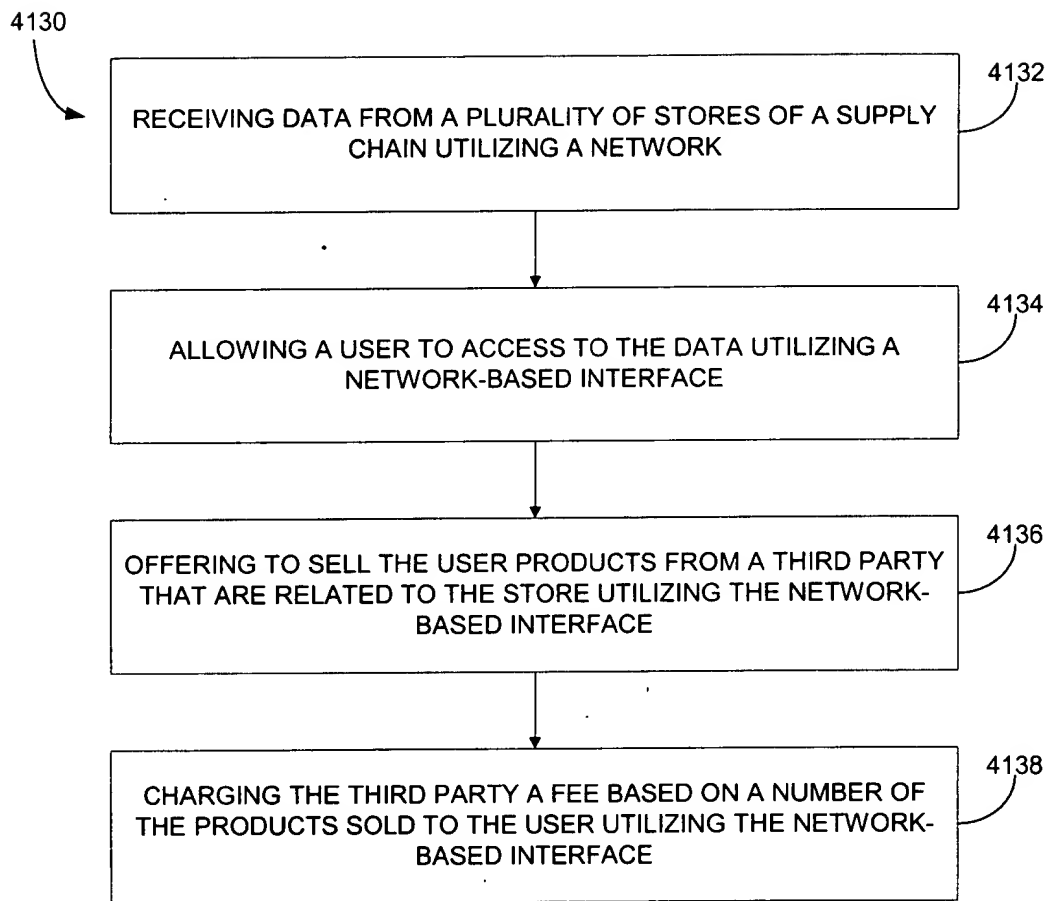 4130
4132
RECEIVING DATA FROM A PLURALITY OF STORES OF A SUPPLY
CHAIN UTILIZING A NETWORK
4134
ALLOWING A USER TO ACCESS TO THE DATA UTILIZING A
NETWORK-BASED INTERFACE
4136
OFFERING TO SELL THE USER PRODUCTS FROM A THIRD PARTY
THAT ARE RELATED TO THE STORE UTILIZING THE NETWORK-
BASED INTERFACE
4138
CHARGING THE THIRD PARTY A FEE BASED ON A NUMBER OF
THE PRODUCTS SOLD TO THE USER UTILIZING THE NETWORK-
BASED INTERFACE